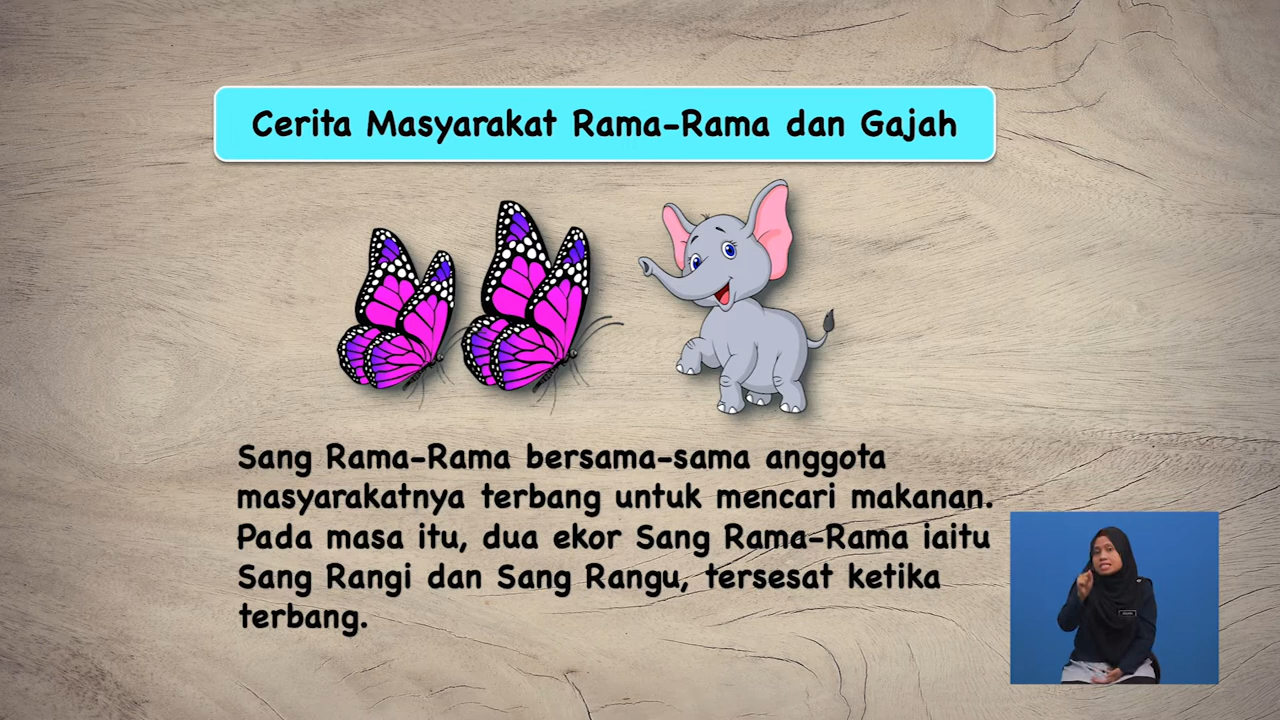 Cerita Masyarakat Rama-Rama dan Gajah
Sang Rama-Rama bersama-sama anggota
masyarakatnya terbang untuk mencari makanan.
Pada masa itu, dua ekor Sang Rama-Rama iaitu
Sang Rangi dan Sang Rangu, tersesat ketika
terbang.